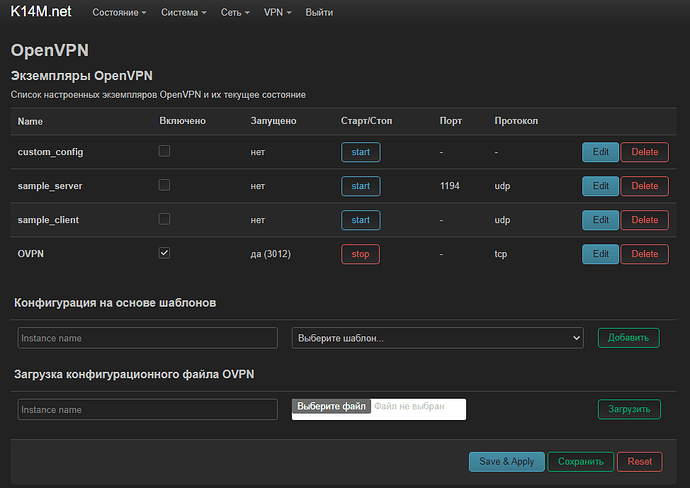 K14M.net Состояние Система Сеть VPN Выйти
OpenVPN
Экземпляры OpenVPN
Список настроенных экземпляров OpenVPN и их текущее состояние
Name Включено Запущено Старт/Стоп Порт Протокол
custom_config нет start - - Edit Delete
sample_server нет start 1194 udp Edit Delete
sample_client нет start - udp Edit Delete
OVPN да (3012) stop - tcp Edit Delete
Конфигурация на основе шаблонов
Instance name Выберите шаблон... Добавить
Загрузка конфигурационного файла OVPN
Instance name Выберите файл Файл не выбран Загрузить
Save & Apply Сохранить Reset